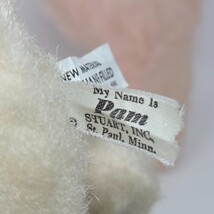 NEW MATERIAL
My Name is
Pam
© STUART, INC.
St. Paul, Minn.